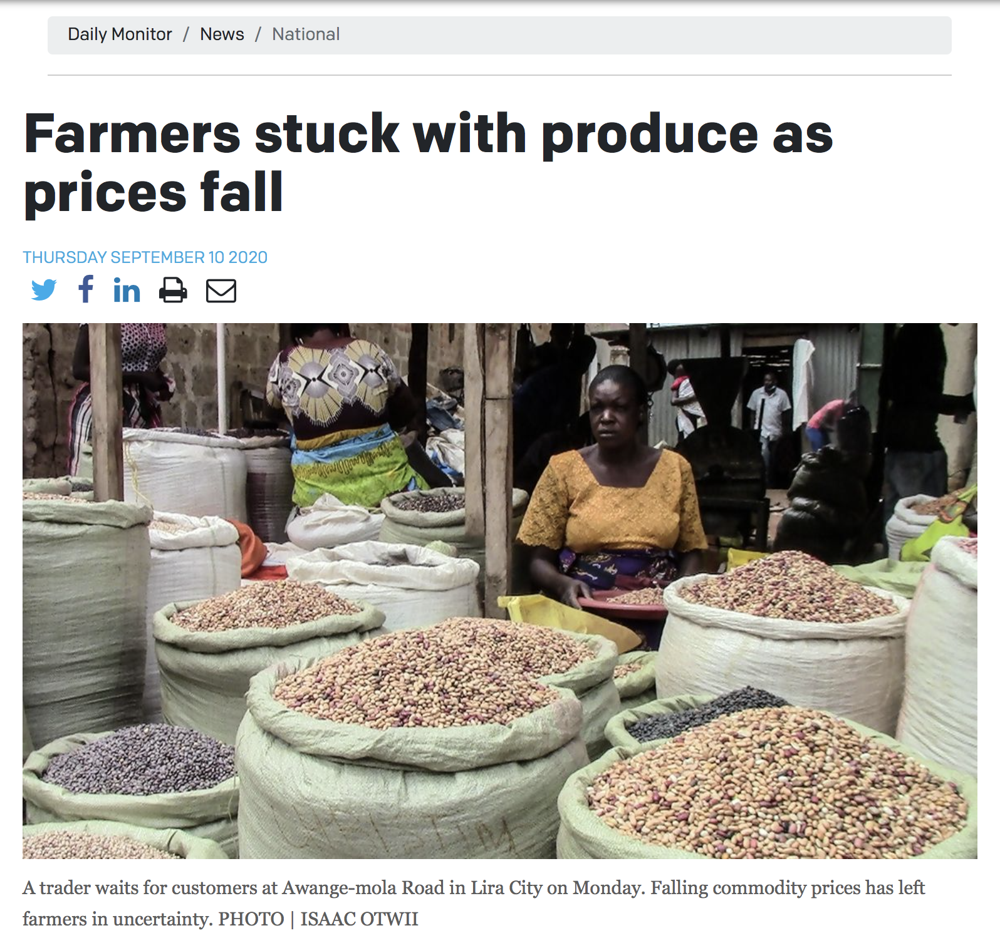 Daily Monitor / News / National
Farmers stuck with produce as
prices fall
THURSDAY SEPTEMBER 10 2020
A trader waits for customers at Awange-mola Road in Lira City on Monday. Falling commodity prices has left
farmers in uncertainty. PHOTO | ISAAC OTWII